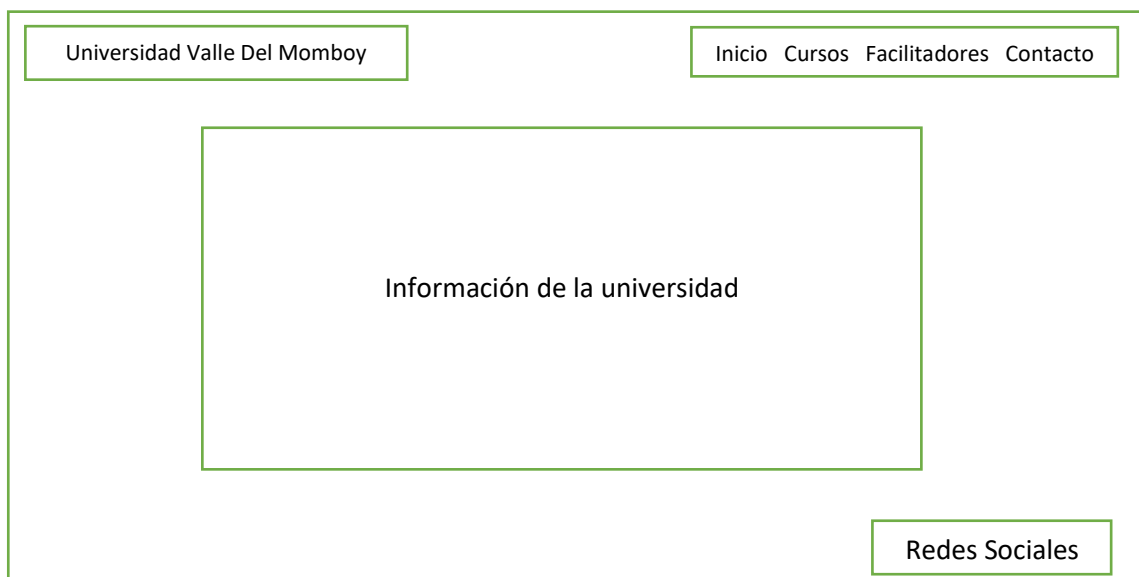 Universidad Valle Del Momboy
Inicio Cursos Facilitadores Contacto
Información de la universidad
Redes Sociales